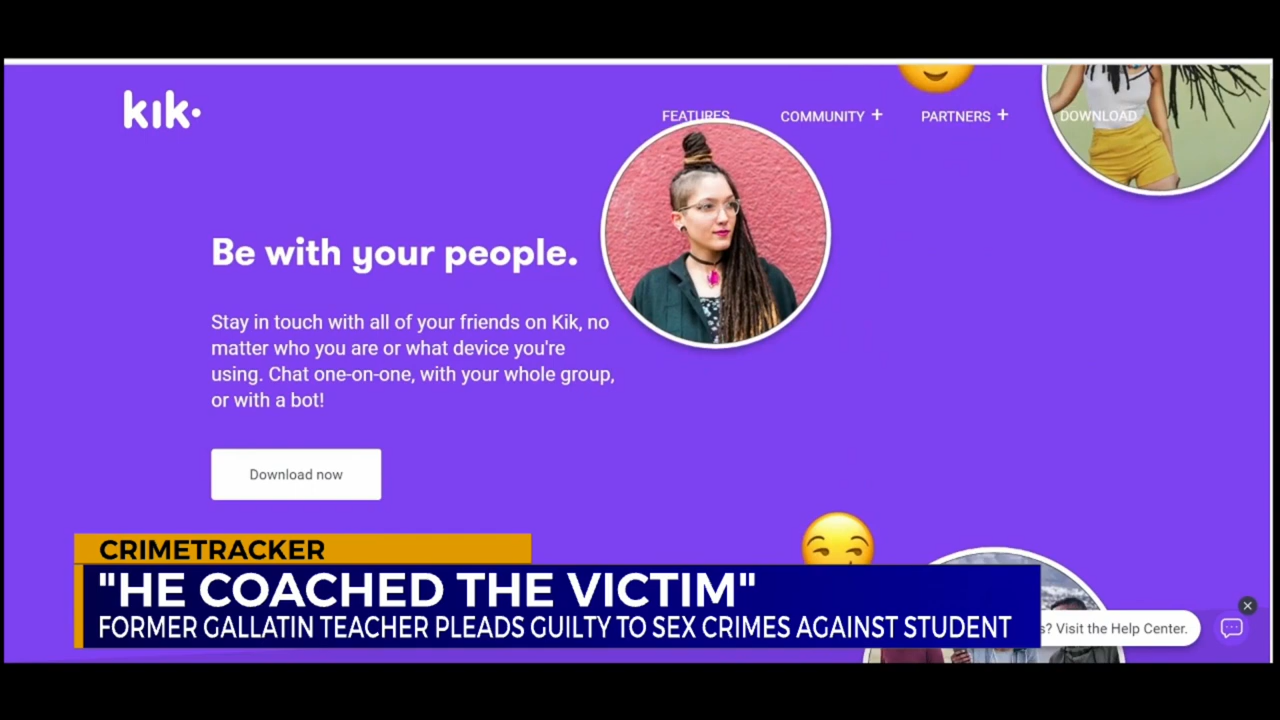 kik.
FEATURES COMMUNITY + PARTNERS + DOWNLOAD
Be with your people.
Stay in touch with all of your friends on Kik, no
matter who you are or what device you're
using. Chat one-on-one, with your whole group,
or with a bot!
Download now
CRIMETRACKER
"HE COACHED THE VICTIM"
FORMER GALLATIN TEACHER PLEADS GUILTY TO SEX CRIMES AGAINST STUDENT
s? Visit the Help Center.